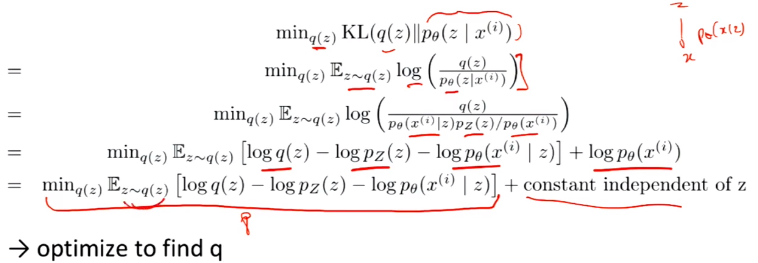 min_{q(z)} KL(q(z)‖p_θ(z | x^{(i)}))
= min_{q(z)} 𝔼_{z∼q(z)} log ( q(z) / p_θ(z|x^{(i)}) )
= min_{q(z)} 𝔼_{z∼q(z)} log ( q(z) / p_θ(x^{(i)}|z)p_Z(z)/p_θ(x^{(i)}) )
= min_{q(z)} 𝔼_{z∼q(z)} [log q(z) − log p_Z(z) − log p_θ(x^{(i)} | z)] + log p_θ(x^{(i)})
= min_{q(z)} 𝔼_{z∼q(z)} [log q(z) − log p_Z(z) − log p_θ(x^{(i)} | z)] + constant independent of z
→ optimize to find q
z
p_θ(x|z)
x
q